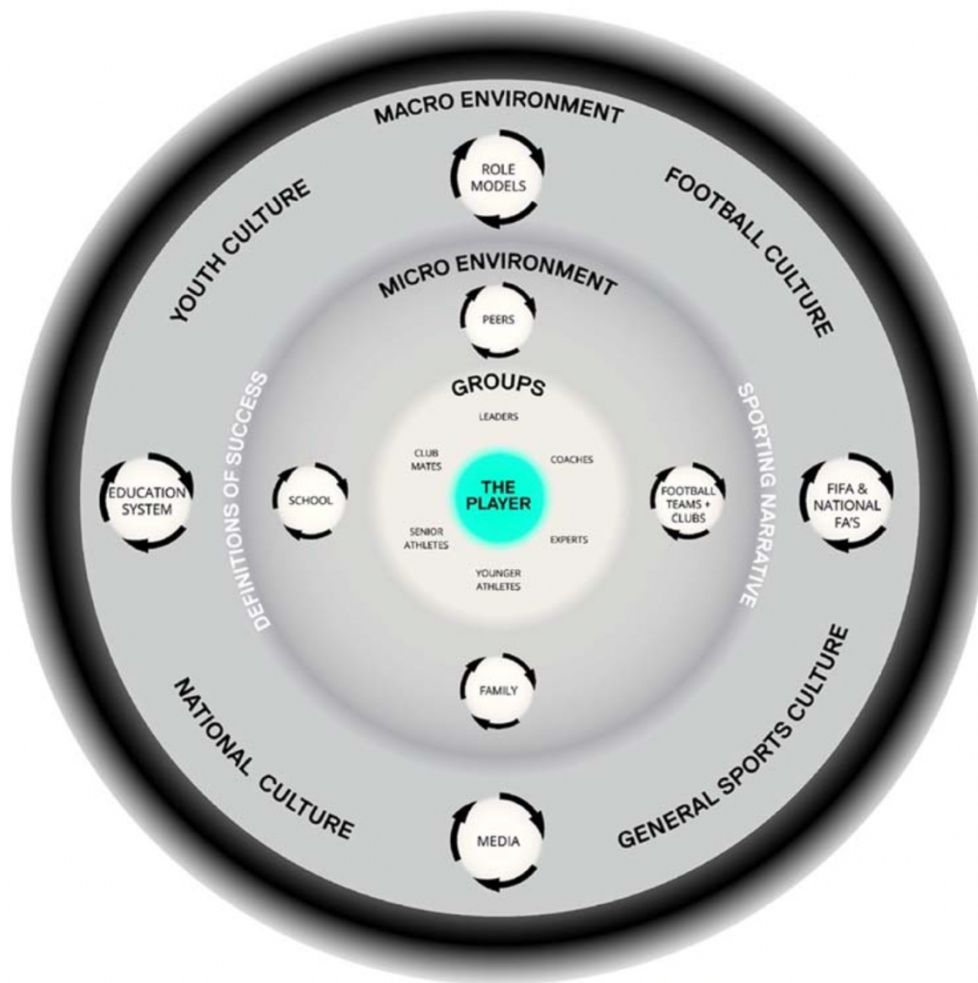 MACRO ENVIRONMENT
ROLE
MODELS
YOUTH CULTURE
FOOTBALL CULTURE
MICRO ENVIRONMENT
PEERS
DEFINITIONS OF SUCCESS
SPORTING NARRATIVE
GROUPS
LEADERS
CLUB
MATES
COACHES
THE
PLAYER
SENIOR
ATHLETES
EXPERTS
YOUNGER
ATHLETES
EDUCATION
SYSTEM
SCHOOL
FOOTBALL
TEAMS +
CLUBS
FIFA &
NATIONAL
FA'S
FAMILY
NATIONAL CULTURE
GENERAL SPORTS CULTURE
MEDIA